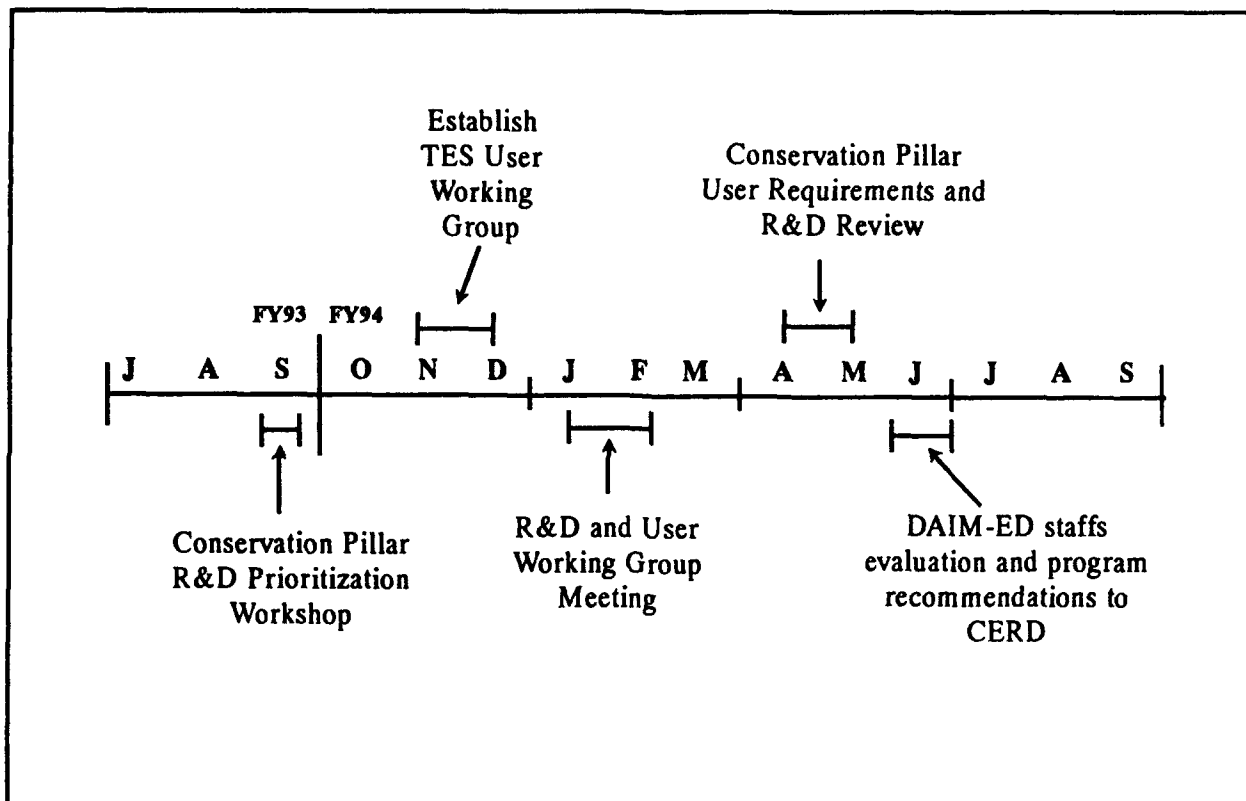 Establish
TES User
Working
Group
Conservation Pillar
User Requirements and
R&D Review
FY93 FY94
J A S O N D J F M A M J J A S
Conservation Pillar
R&D Prioritization
Workshop
R&D and User
Working Group
Meeting
DAIM-ED staffs
evaluation and program
recommendations to
CERD